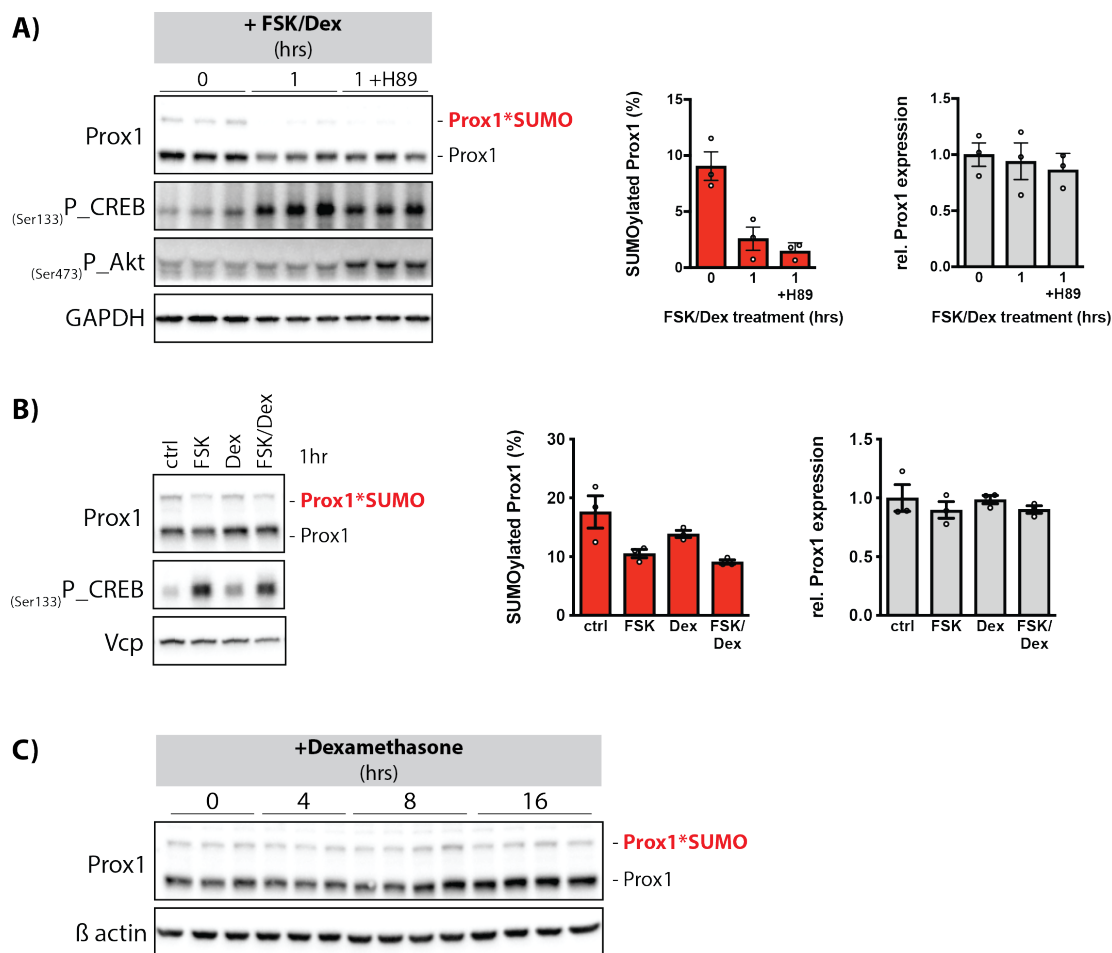 A)
+ FSK/Dex
(hrs)
0 1 1 +H89
Prox1
- Prox1*SUMO
- Prox1
(Ser133)P_CREB
(Ser473)P_Akt
GAPDH
SUMOylated Prox1 (%)
15
10
5
0
0 1 1
+H89
FSK/Dex treatment (hrs)
rel. Prox1 expression
1.5
1.0
0.5
0.0
0 1 1
+H89
FSK/Dex treatment (hrs)
B)
ctrl
FSK
Dex
FSK/Dex
1hr
Prox1
- Prox1*SUMO
- Prox1
(Ser133)P_CREB
Vcp
SUMOylated Prox1 (%)
30
20
10
0
ctrl FSK Dex FSK/
Dex
rel. Prox1 expression
1.5
1.0
0.5
0.0
ctrl FSK Dex FSK/
Dex
C)
+Dexamethasone
(hrs)
0 4 8 16
Prox1
- Prox1*SUMO
- Prox1
ß actin